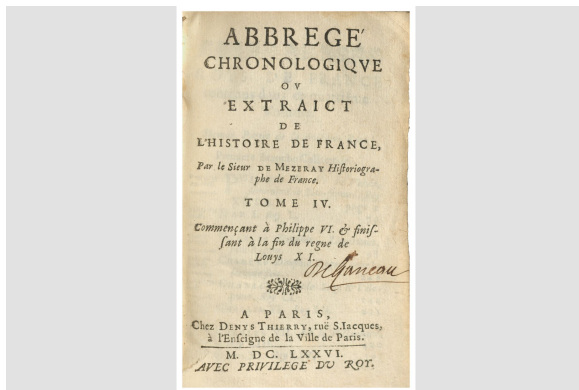 ABBREGÉ
CHRONOLOGIQVE
OV
EXTRAICT
DE
L'HISTOIRE DE FRANCE,
Par le Sieur DE MEZERAY Historiogra-
phe de France.
TOME IV.
Commençant à Philippe VI. & finiſ-
ſant à la fin du regne de
Louys XI.
A PARIS,
Chez DENYS THIERRY, ruë S. Iacques,
à l'Enſeigne de la Ville de Paris.
M. DC. LXXVI.
AVEC PRIVILEGE DV ROY.